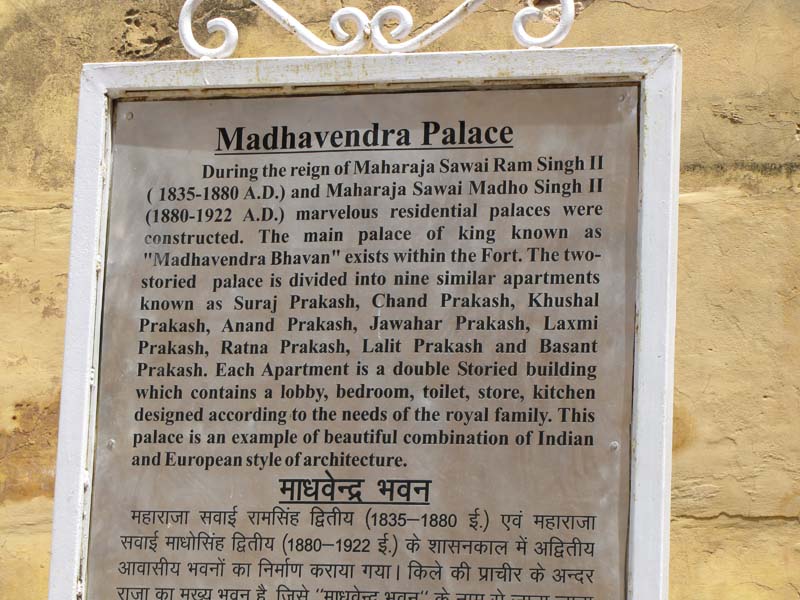 Madhavendra Palace
During the reign of Maharaja Sawai Ram Singh II
( 1835-1880 A.D.) and Maharaja Sawai Madho Singh II
(1880-1922 A.D.) marvelous residential palaces were
constructed. The main palace of king known as
"Madhavendra Bhavan" exists within the Fort. The two-
storied palace is divided into nine similar apartments
known as Suraj Prakash, Chand Prakash, Khushal
Prakash, Anand Prakash, Jawahar Prakash, Laxmi
Prakash, Ratna Prakash, Lalit Prakash and Basant
Prakash. Each Apartment is a double Storied building
which contains a lobby, bedroom, toilet, store, kitchen
designed according to the needs of the royal family. This
palace is an example of beautiful combination of Indian
and European style of architecture.
माधवेन्द्र भवन
महाराजा सवाई रामसिंह द्वितीय (1835–1880 ई.) एवं महाराजा
सवाई माधोसिंह द्वितीय (1880–1922 ई.) के शासनकाल में अद्वितीय
आवासीय भवनों का निर्माण कराया गया। किले की प्राचीर के अन्दर
राजा का मुख्य भवन है, जिसे "माधवेन्द्र भवन" के नाम से जाना जाता